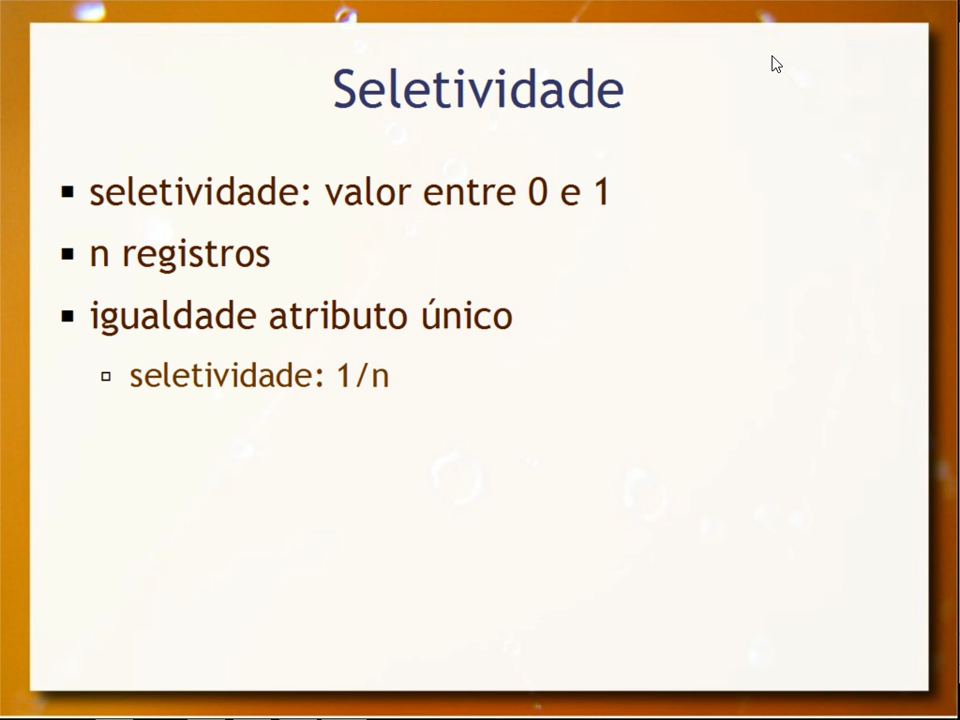 Seletividade
seletividade: valor entre 0 e 1
n registros
igualdade atributo único
seletividade: 1/n